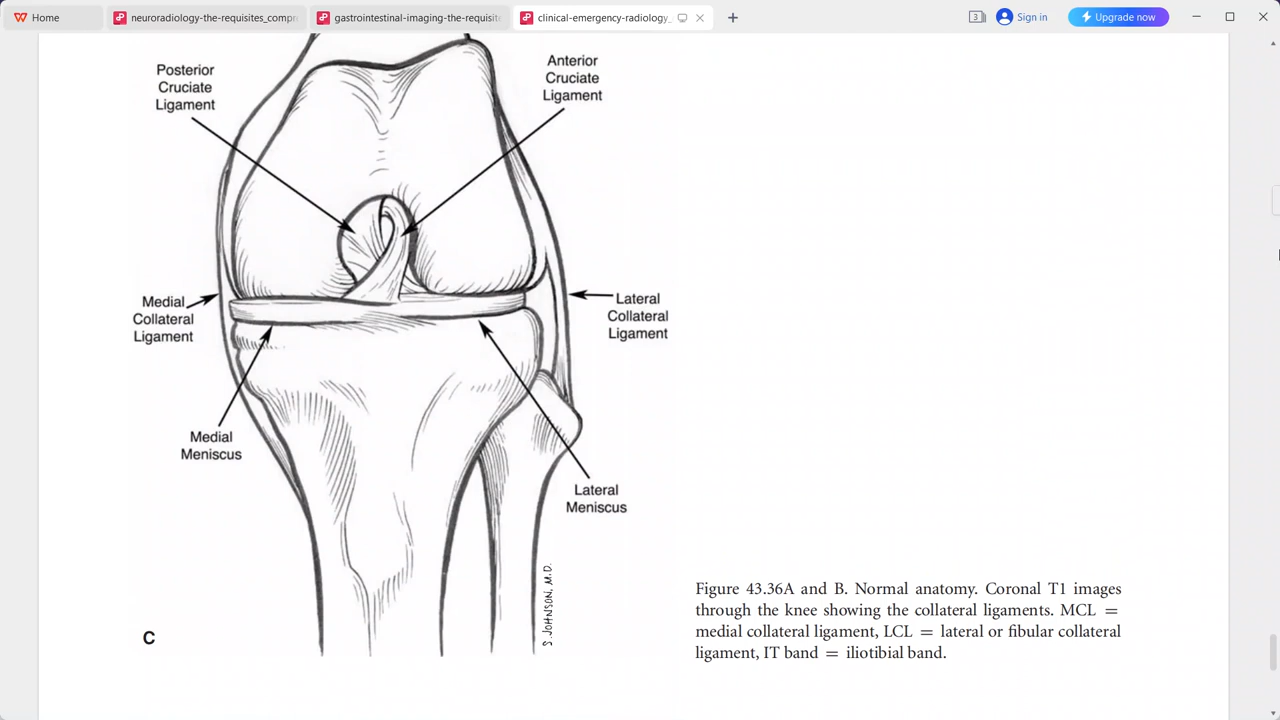 Home
neuroradiology-the-requisites_compr
gastrointestinal-imaging-the-requisite
clinical-emergency-radiology_
3
Sign in
Upgrade now
Posterior
Cruciate
Ligament
Anterior
Cruciate
Ligament
Medial
Collateral
Ligament
Lateral
Collateral
Ligament
Medial
Meniscus
Lateral
Meniscus
S. JOHNSON, M.D.
C
Figure 43.36A and B. Normal anatomy. Coronal T1 images
through the knee showing the collateral ligaments. MCL =
medial collateral ligament, LCL = lateral or fibular collateral
ligament, IT band = iliotibial band.